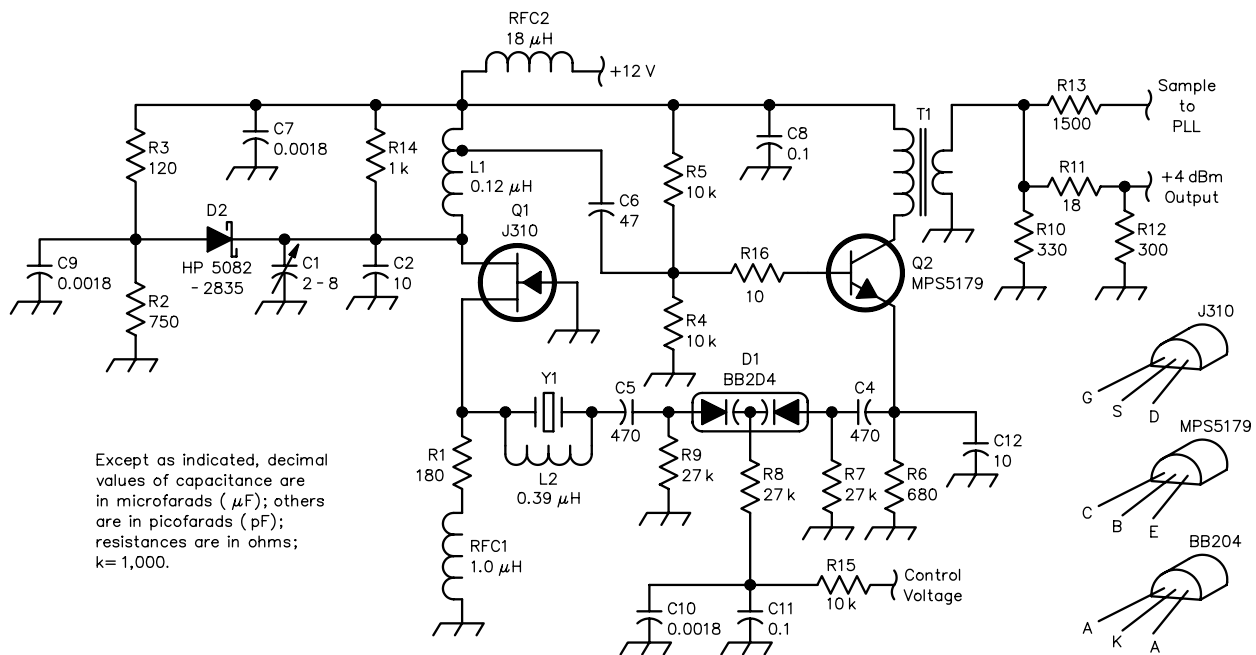 RFC2
18 μH
+12 V
R3
120
C7
0.0018
R14
1 k
L1
0.12 μH
C6
47
R5
10 k
C8
0.1
T1
R13
1500
Sample
to
PLL
R11
18
+4 dBm
Output
R10
330
R12
300
C9
0.0018
D2
HP 5082
-2835
C1
2-8
C2
10
Q1
J310
R16
10
Q2
MPS5179
R2
750
R4
10 k
Y1
L2
0.39 μH
C5
470
D1
BB2D4
C4
470
R1
180
R9
27 k
R8
27 k
R7
27 k
R6
680
C12
10
RFC1
1.0 μH
C10
0.0018
C11
0.1
R15
10 k
Control
Voltage
Except as indicated, decimal
values of capacitance are
in microfarads ( μF); others
are in picofarads ( pF);
resistances are in ohms;
k= 1,000.
J310
G
S
D
MPS5179
C
B
E
BB204
A
K
A